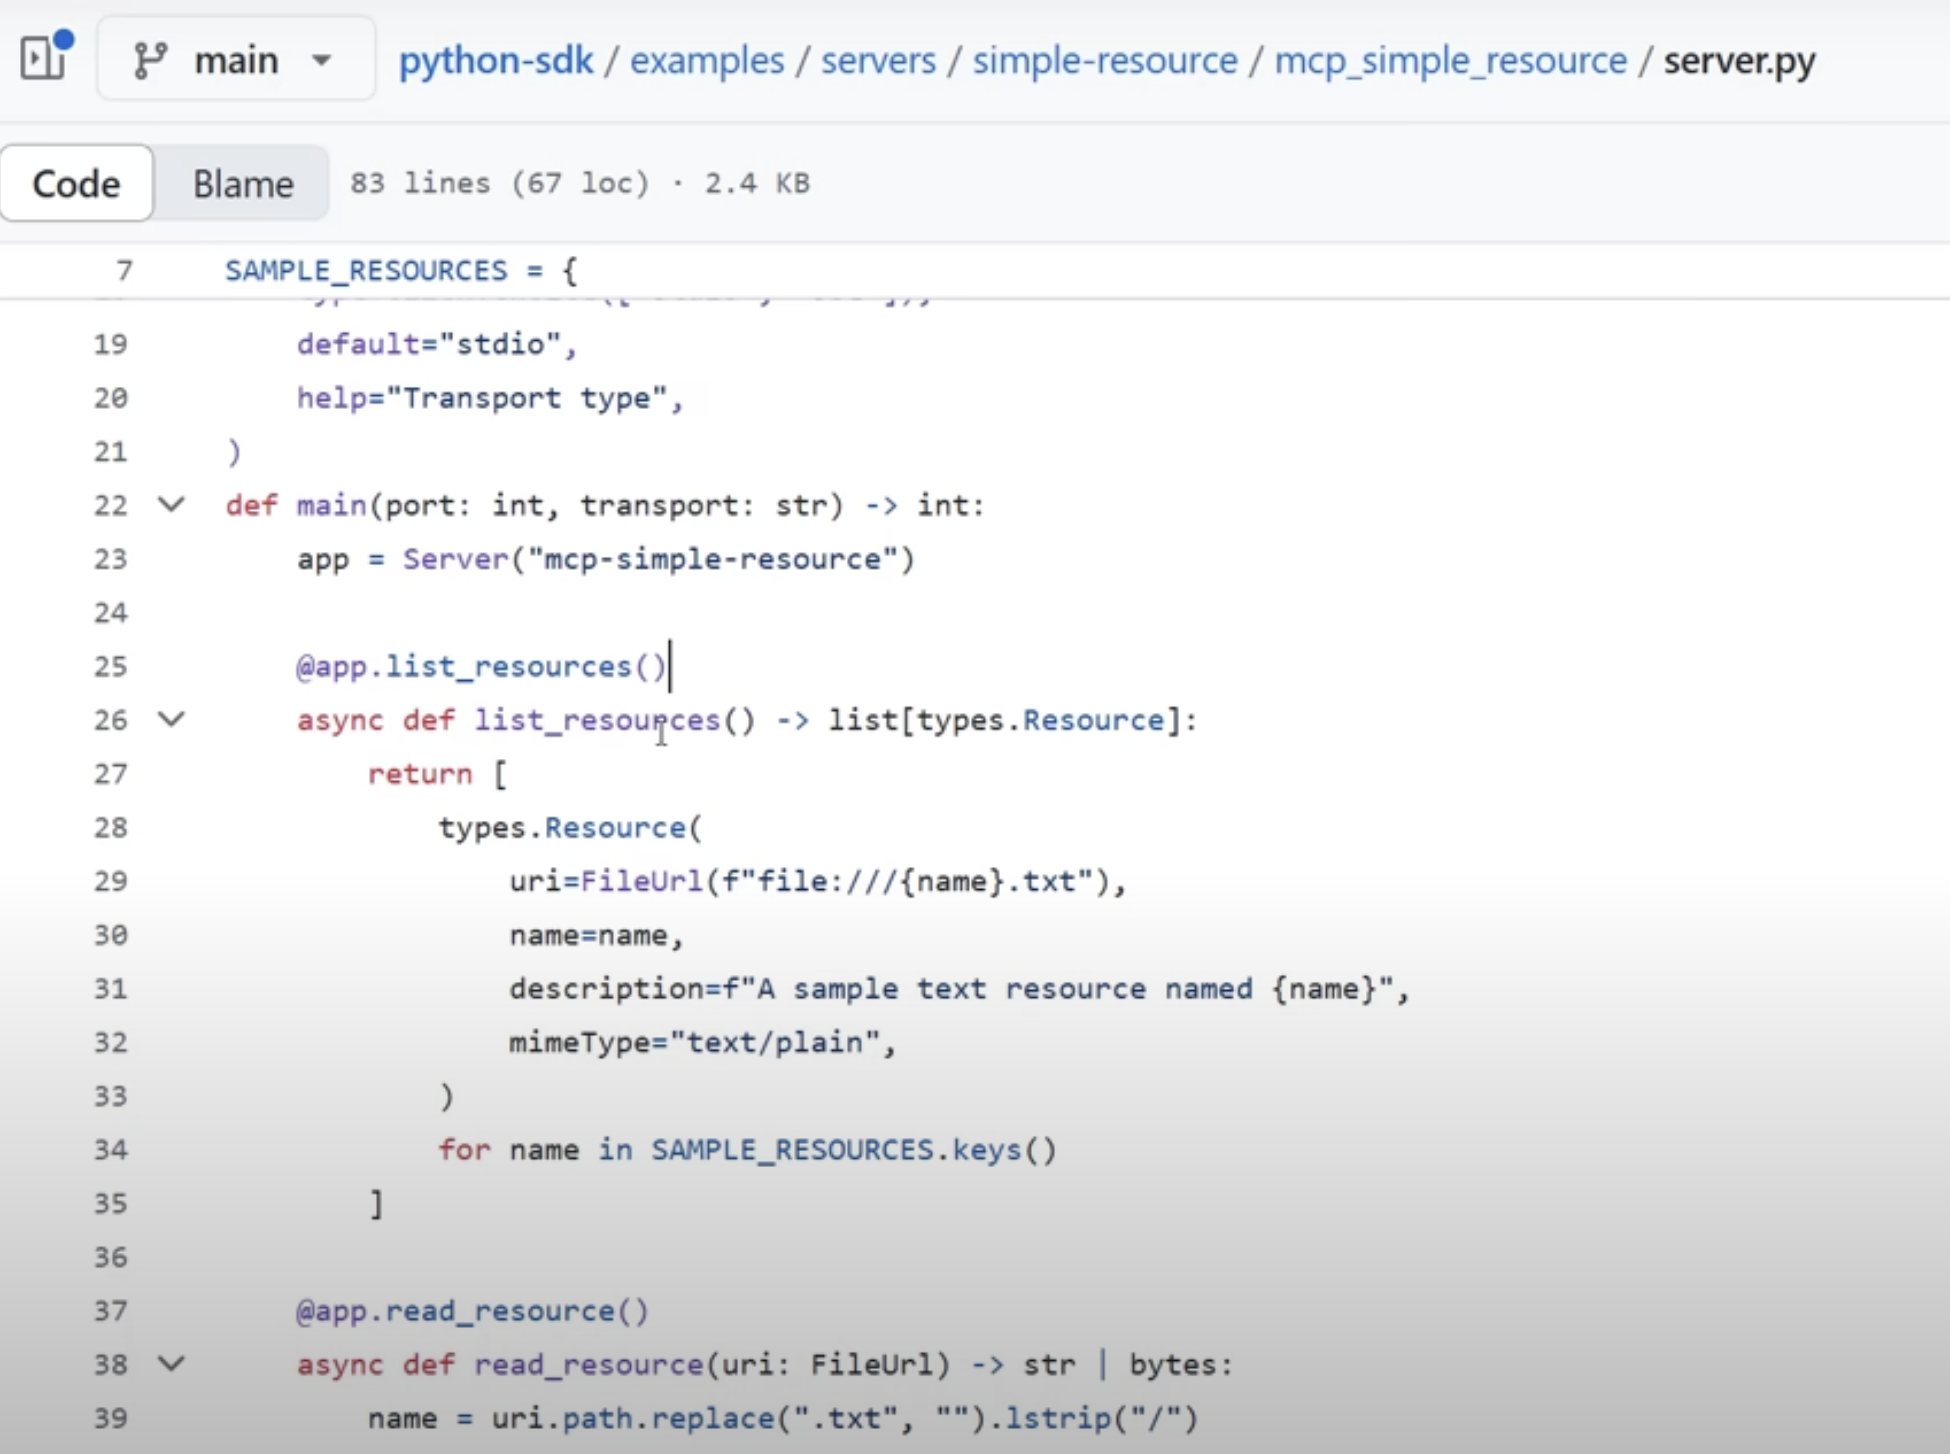 main python-sdk / examples / servers / simple-resource / mcp_simple_resource / server.py
Code Blame 83 lines (67 loc) · 2.4 KB
7 SAMPLE_RESOURCES = {
19 default="stdio",
20 help="Transport type",
21 )
22 def main(port: int, transport: str) -> int:
23 app = Server("mcp-simple-resource")
24
25 @app.list_resources()
26 async def list_resources() -> list[types.Resource]:
27 return [
28 types.Resource(
29 uri=FileUrl(f"file:///{name}.txt"),
30 name=name,
31 description=f"A sample text resource named {name}",
32 mimeType="text/plain",
33 )
34 for name in SAMPLE_RESOURCES.keys()
35 ]
36
37 @app.read_resource()
38 async def read_resource(uri: FileUrl) -> str | bytes:
39 name = uri.path.replace(".txt", "").lstrip("/")